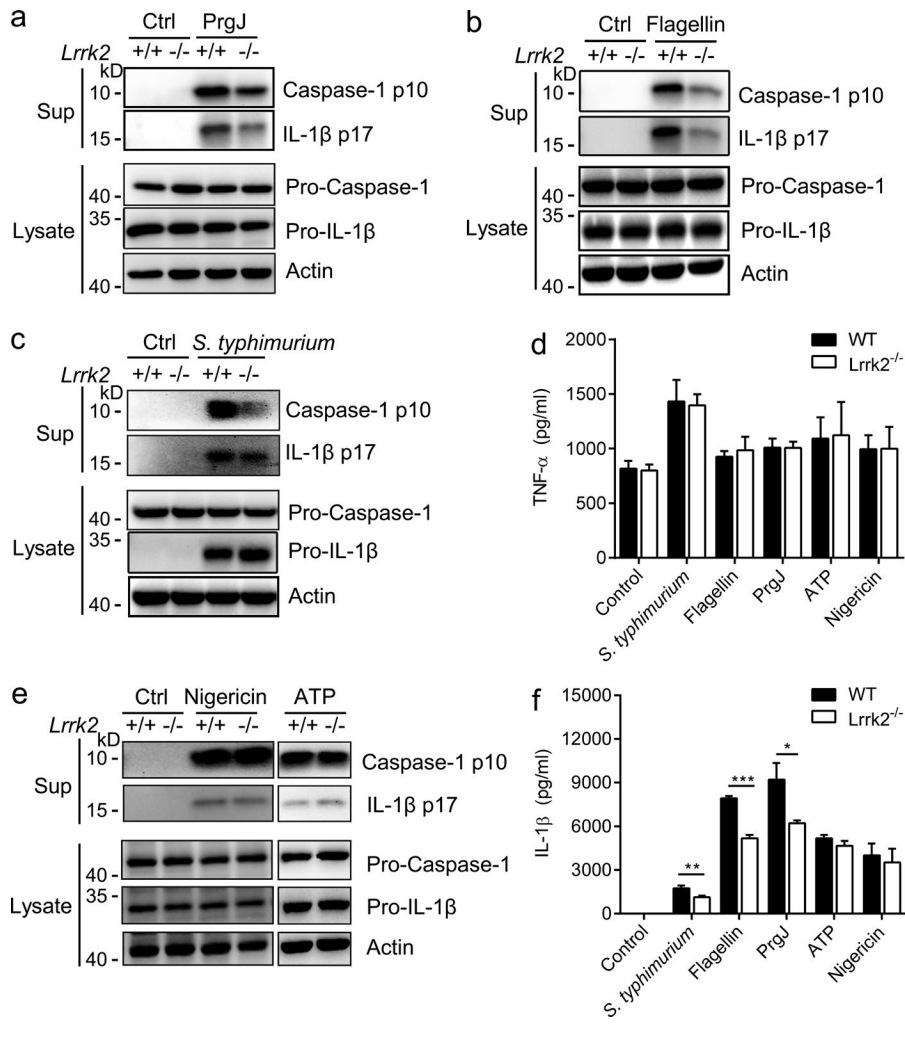 a
Ctrl PrgJ
Lrrk2 +/+ -/- +/+ -/-
kD
Sup
10 - Caspase-1 p10
15 - IL-1β p17
Lysate
40 - Pro-Caspase-1
35 - Pro-IL-1β
40 - Actin
b
Ctrl Flagellin
Lrrk2 +/+ -/- +/+ -/-
kD
Sup
10 - Caspase-1 p10
15 - IL-1β p17
Lysate
40 - Pro-Caspase-1
35 - Pro-IL-1β
40 - Actin
c
Ctrl S. typhimurium
Lrrk2 +/+ -/- +/+ -/-
kD
Sup
10 - Caspase-1 p10
15 - IL-1β p17
Lysate
40 - Pro-Caspase-1
35 - Pro-IL-1β
40 - Actin
d
WT
Lrrk2-/-
TNF-α (pg/ml)
2000
1500
1000
500
0
Control
S. typhimurium
Flagellin
PrgJ
ATP
Nigericin
e
Ctrl Nigericin ATP
Lrrk2 +/+ -/- +/+ -/- +/+ -/-
kD
Sup
10 - Caspase-1 p10
15 - IL-1β p17
Lysate
40 - Pro-Caspase-1
35 - Pro-IL-1β
40 - Actin
f
WT
Lrrk2-/-
IL-1β (pg/ml)
15000
12000
9000
6000
3000
0
**
***
*
Control
S. typhimurium
Flagellin
PrgJ
ATP
Nigericin